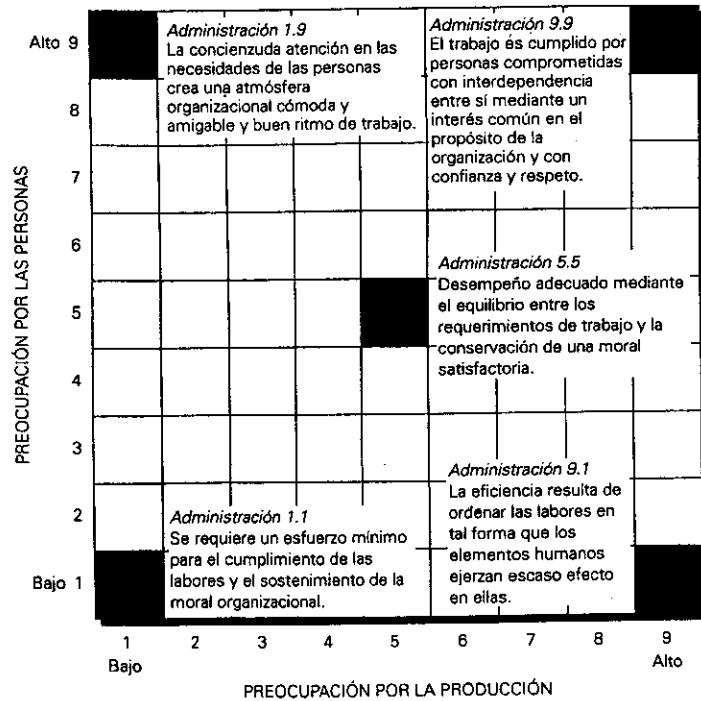 Administración 1.9
La concienzuda atención en las
necesidades de las personas
crea una atmósfera
organizacional cómoda y
amigable y buen ritmo de trabajo.
Administración 9.9
El trabajo és cumplido por
personas comprometidas
con interdependencia
entre sí mediante un
interés común en el
propósito de la
organización y con
confianza y respeto.
Administración 5.5
Desempeño adecuado mediante
el equilibrio entre los
requerimientos de trabajo y la
conservación de una moral
satisfactoria.
Administración 1.1
Se requiere un esfuerzo mínimo
para el cumplimiento de las
labores y el sostenimiento de la
moral organizacional.
Administración 9.1
La eficiencia resulta de
ordenar las labores en
tal forma que los
elementos humanos
ejerzan escaso efecto
en ellas.
PREOCUPACIÓN POR LAS PERSONAS
Alto 9
8
7
6
5
4
3
2
Bajo 1
1 2 3 4 5 6 7 8 9
Bajo Alto
PREOCUPACIÓN POR LA PRODUCCIÓN